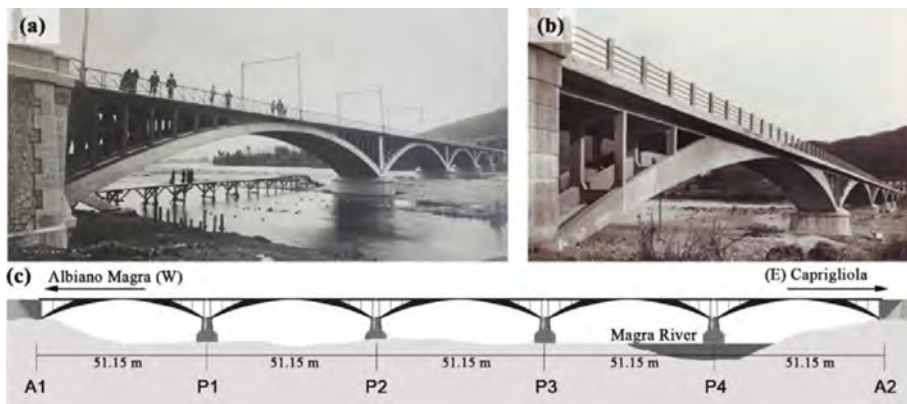 (a)
(b)
(c)
Albiano Magra (W)
(E) Caprigliola
Magra River
51.15 m 51.15 m 51.15 m 51.15 m 51.15 m
A1 P1 P2 P3 P4 A2